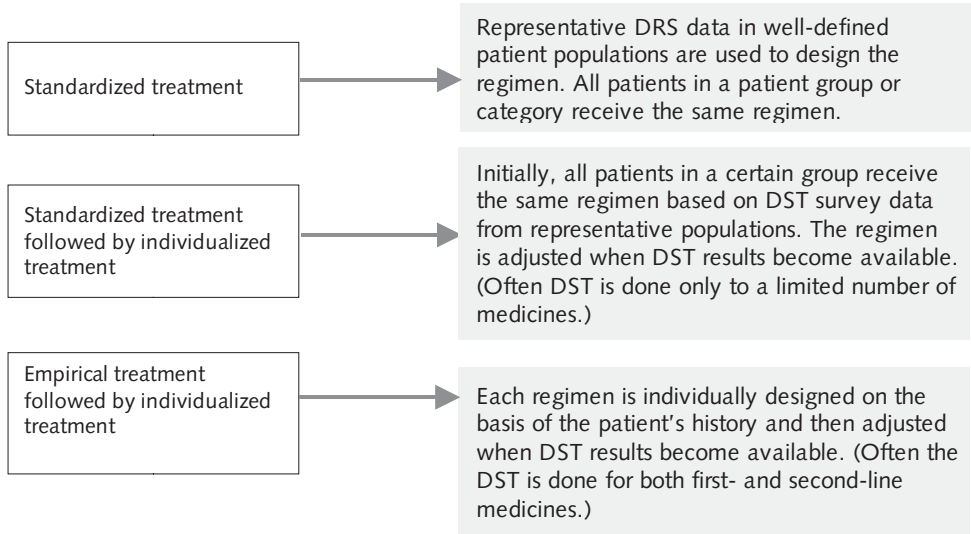 Standardized treatment
Representative DRS data in well-defined
patient populations are used to design the
regimen. All patients in a patient group or
category receive the same regimen.
Standardized treatment
followed by individualized
treatment
Initially, all patients in a certain group receive
the same regimen based on DST survey data
from representative populations. The regimen
is adjusted when DST results become available.
(Often DST is done only to a limited number of
medicines.)
Empirical treatment
followed by individualized
treatment
Each regimen is individually designed on the
basis of the patient’s history and then adjusted
when DST results become available. (Often the
DST is done for both first- and second-line
medicines.)